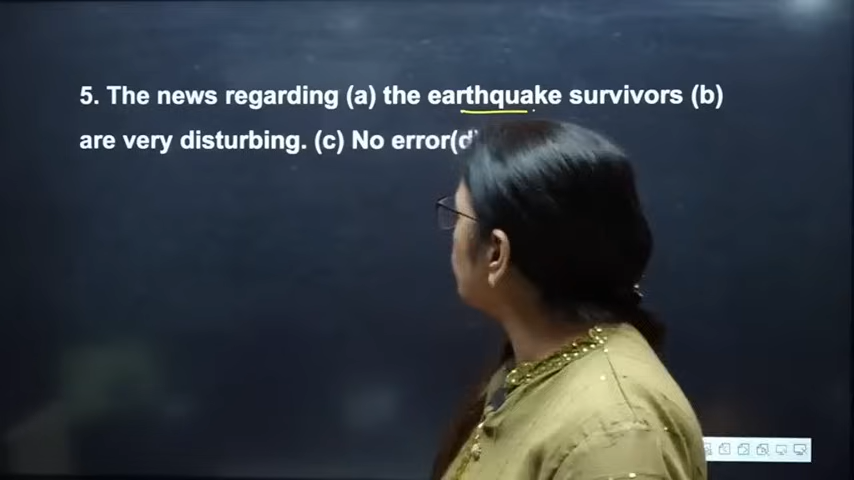 5. The news regarding (a) the earthquake survivors (b)
are very disturbing. (c) No error(d